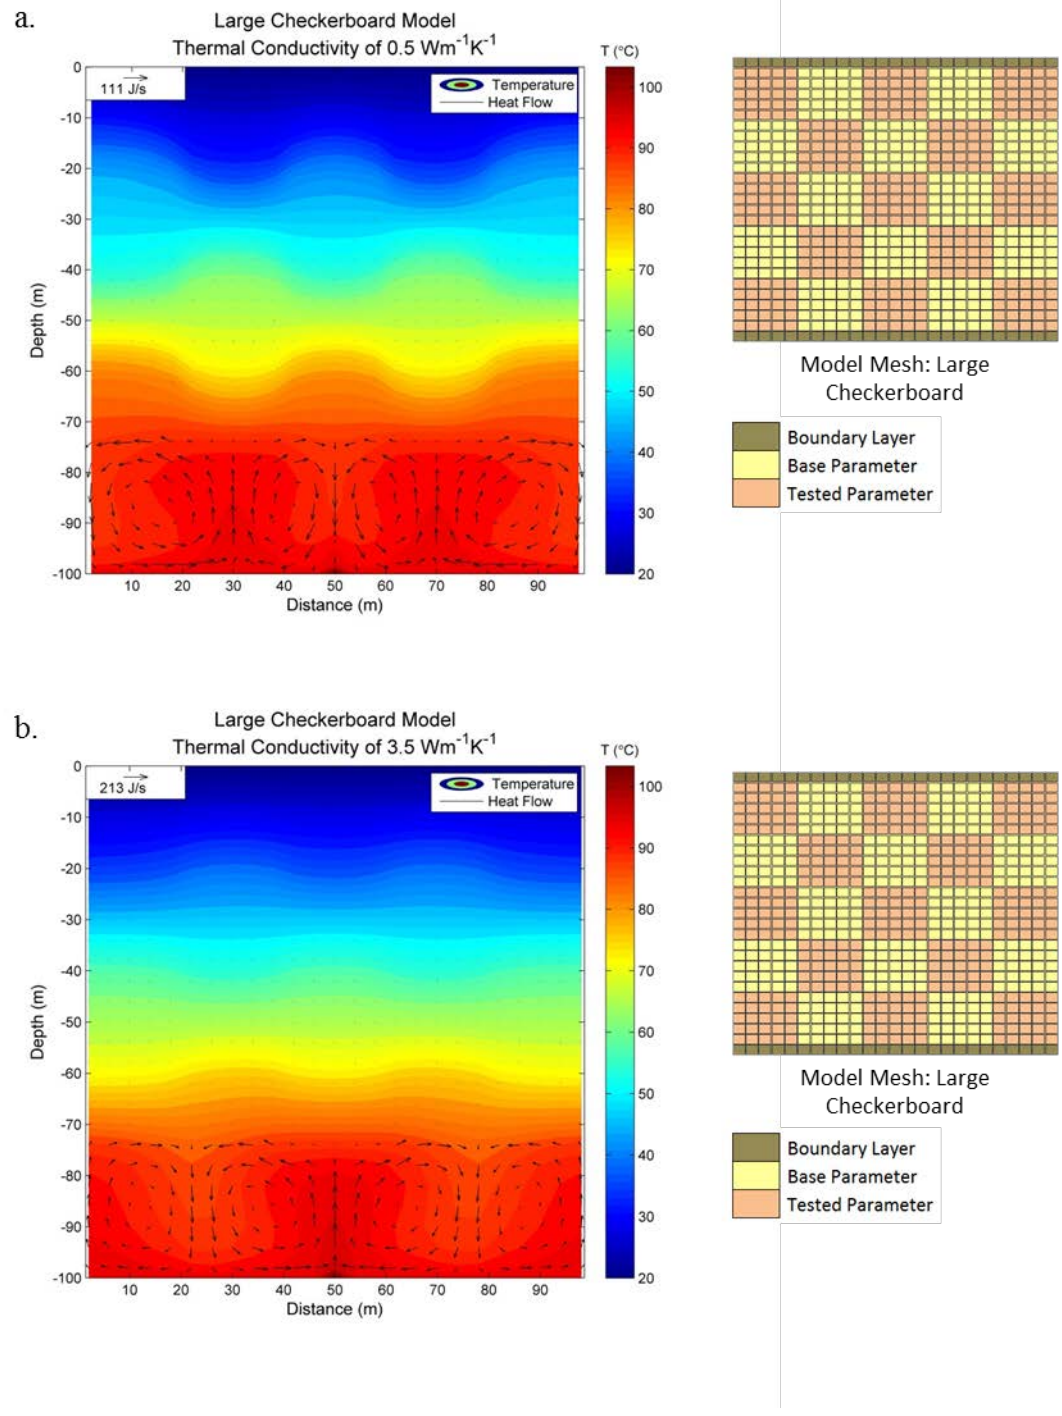 a.
Large Checkerboard Model
Thermal Conductivity of 0.5 Wm⁻¹K⁻¹
T (°C)
111 J/s
Temperature
Heat Flow
0
-10
-20
-30
-40
-50
-60
-70
-80
-90
-100
Depth (m)
10 20 30 40 50 60 70 80 90
Distance (m)
100
90
80
70
60
50
40
30
20
Model Mesh: Large
Checkerboard
Boundary Layer
Base Parameter
Tested Parameter
b.
Large Checkerboard Model
Thermal Conductivity of 3.5 Wm⁻¹K⁻¹
T (°C)
213 J/s
Temperature
Heat Flow
0
-10
-20
-30
-40
-50
-60
-70
-80
-90
-100
Depth (m)
10 20 30 40 50 60 70 80 90
Distance (m)
100
90
80
70
60
50
40
30
20
Model Mesh: Large
Checkerboard
Boundary Layer
Base Parameter
Tested Parameter